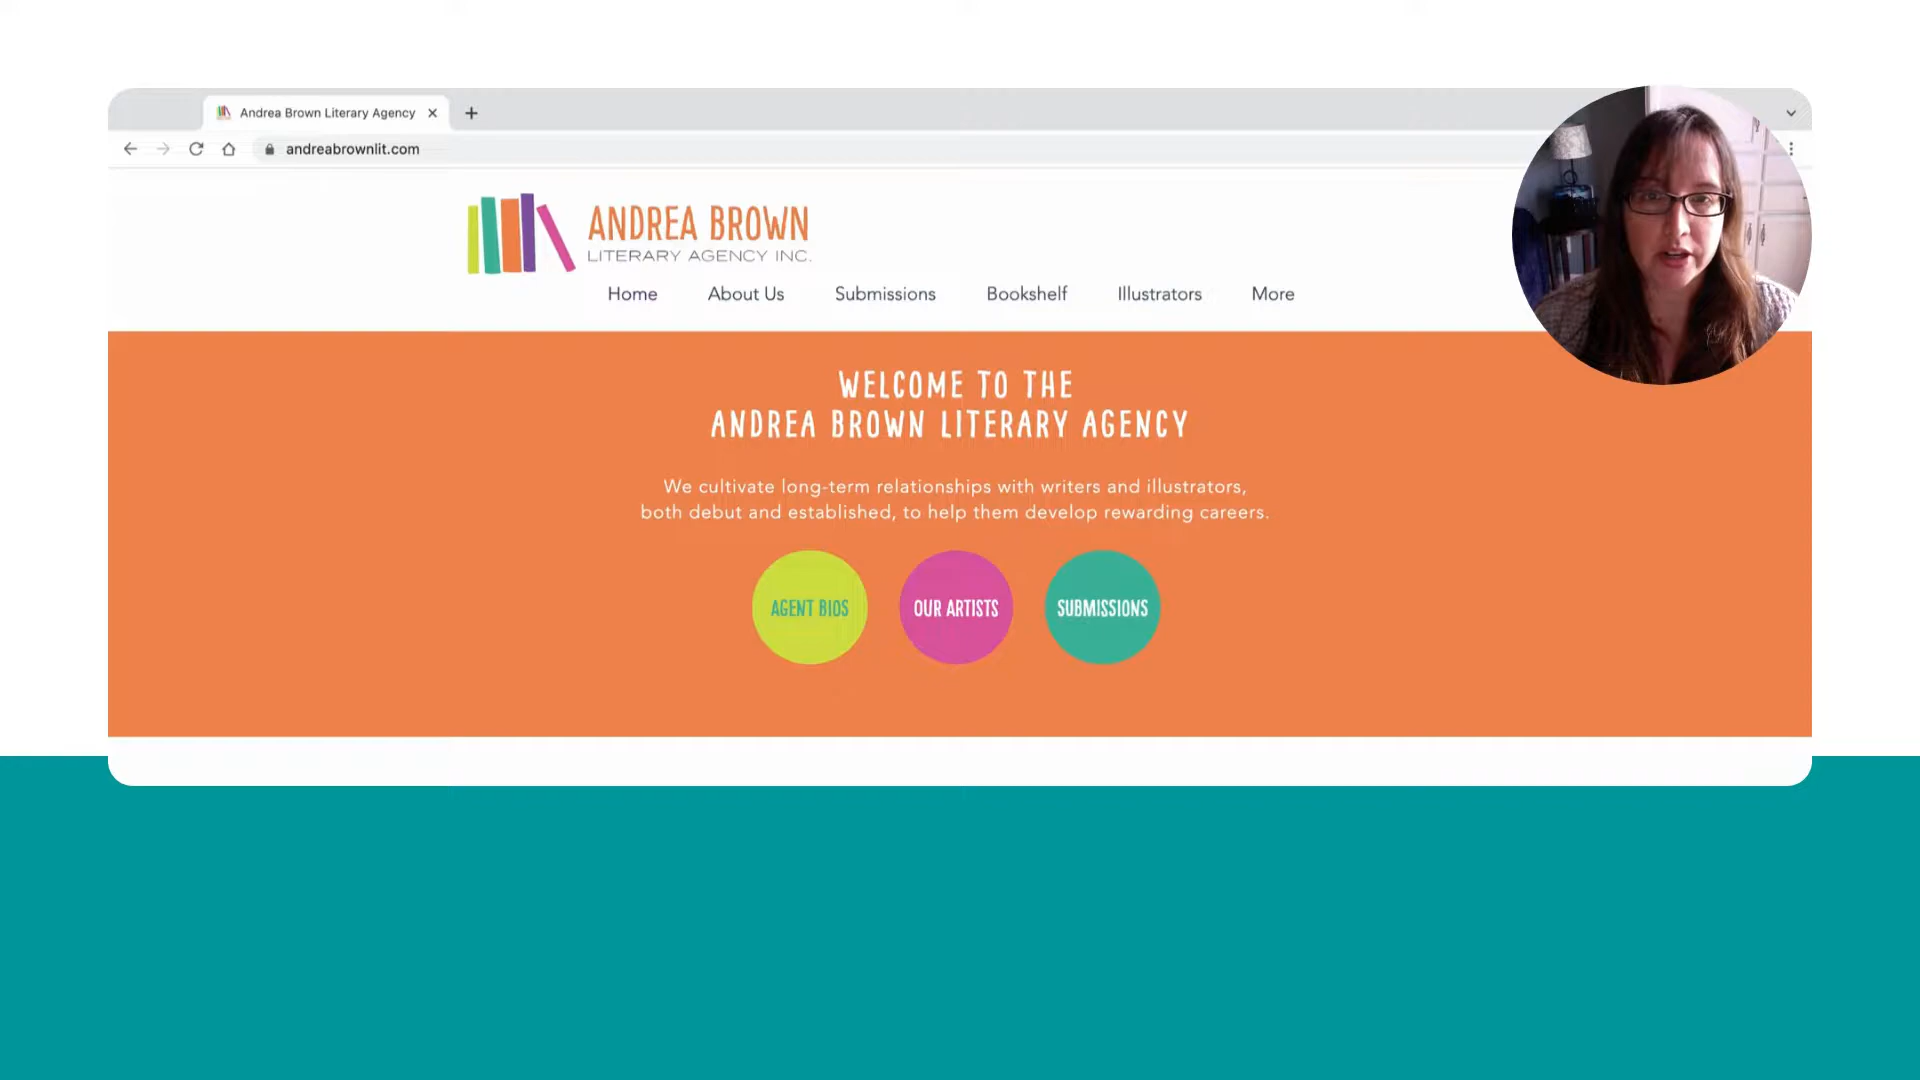 Andrea Brown Literary Agency
andreabrownlit.com
ANDREA BROWN
LITERARY AGENCY INC.
Home About Us Submissions Bookshelf Illustrators More
WELCOME TO THE
ANDREA BROWN LITERARY AGENCY
We cultivate long-term relationships with writers and illustrators,
both debut and established, to help them develop rewarding careers.
AGENT BIOS OUR ARTISTS SUBMISSIONS